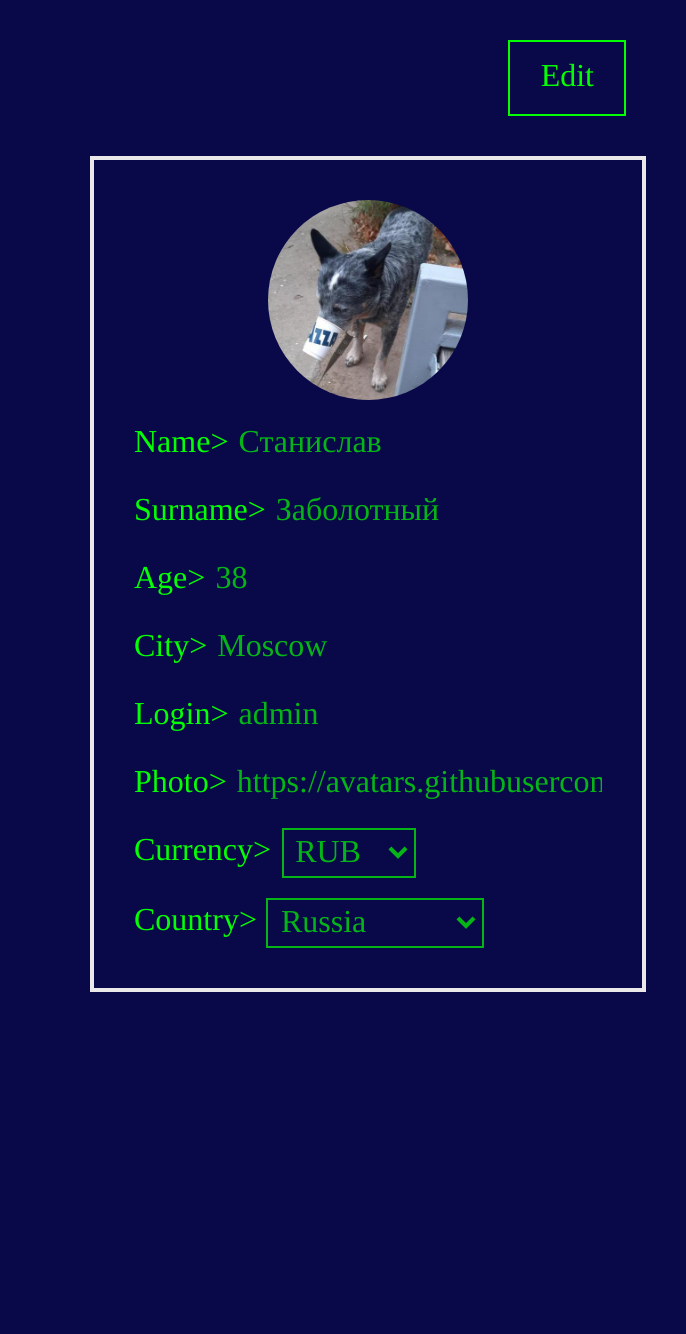 Edit
Name> Станислав
Surname> Заболотный
Age> 38
City> Moscow
Login> admin
Photo> https://avatars.githubusercon
Currency> RUB
Country> Russia